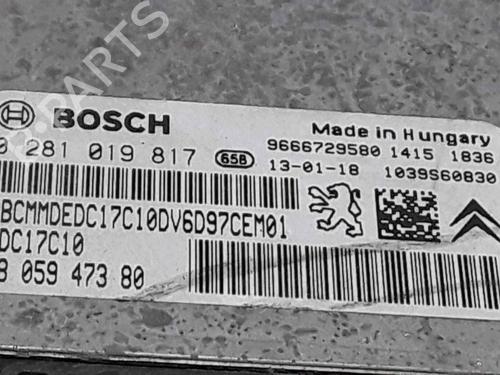 B-PARTS
BOSCH
Made in Hungary
0 281 019 817 658
9666729580 1415 1836
13-01-18 1039S60830
BCMMDEDC17C10DV6D97CEM01
DC17C10
8 059 473 80